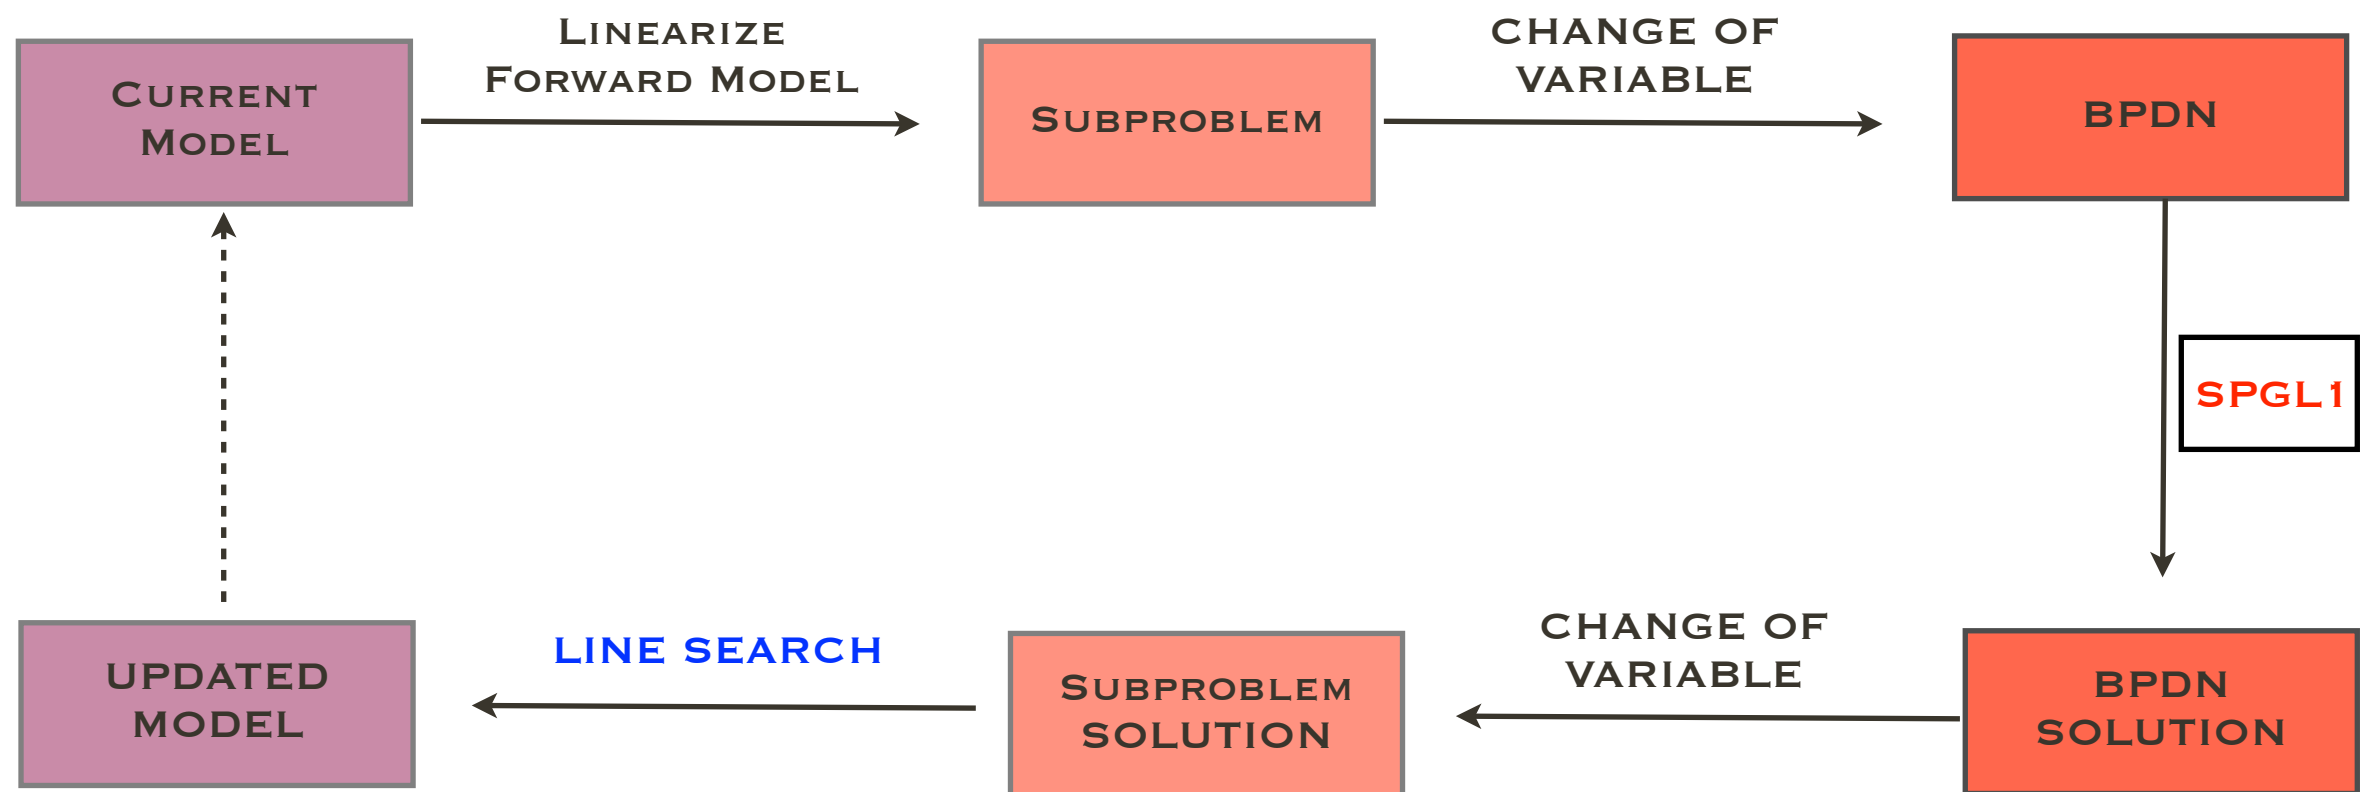 Current
Model
Linearize
Forward Model
Subproblem
CHANGE OF
VARIABLE
BPDN
SPGL1
UPDATED
MODEL
LINE SEARCH
Subproblem
SOLUTION
CHANGE OF
VARIABLE
BPDN
SOLUTION